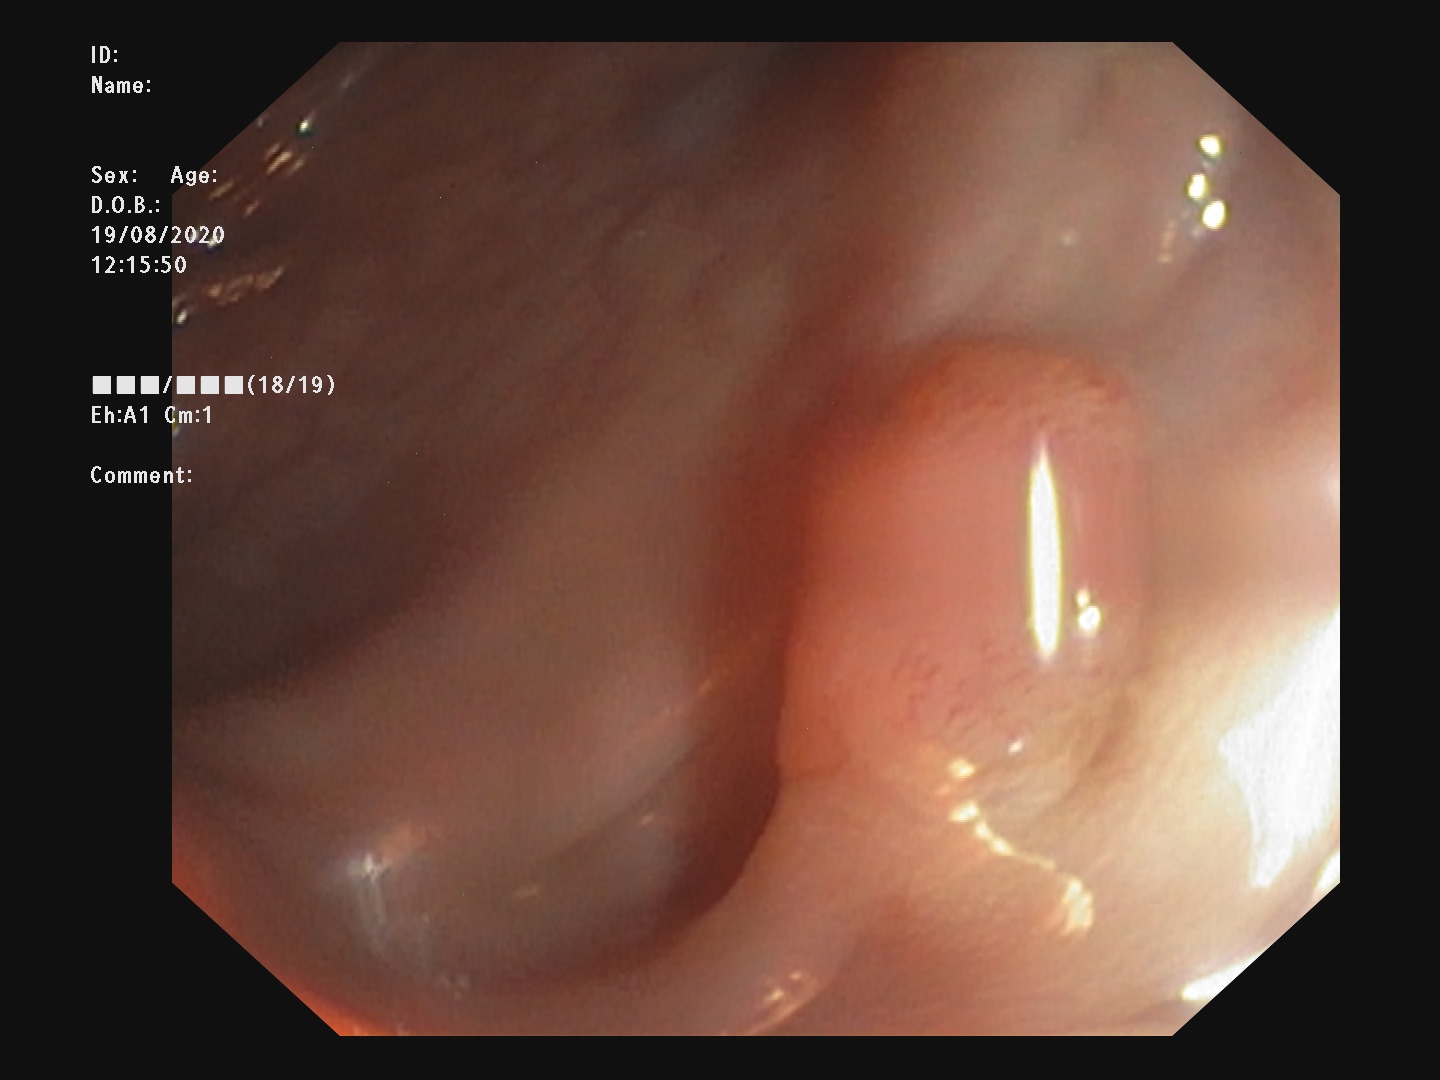 ID:
Name:
Sex: Age:
D.O.B.:
19/08/2020
12:15:50
■■■/■■■(18/19)
Eh:A1 Cm:1
Comment: